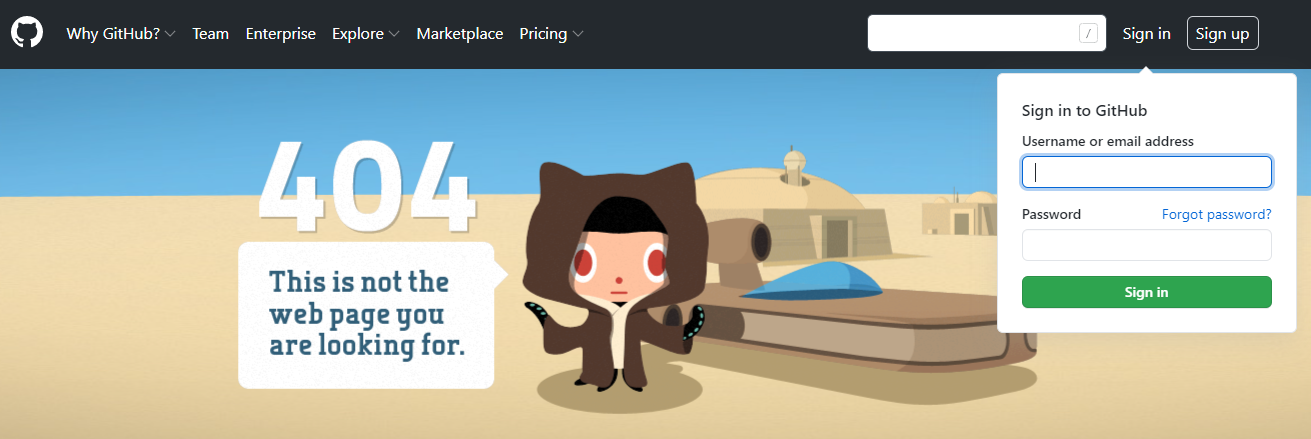 Why GitHub? Team Enterprise Explore Marketplace Pricing / Sign in Sign up
Sign in to GitHub
Username or email address
Password Forgot password?
Sign in
404
This is not the
web page you
are looking for.